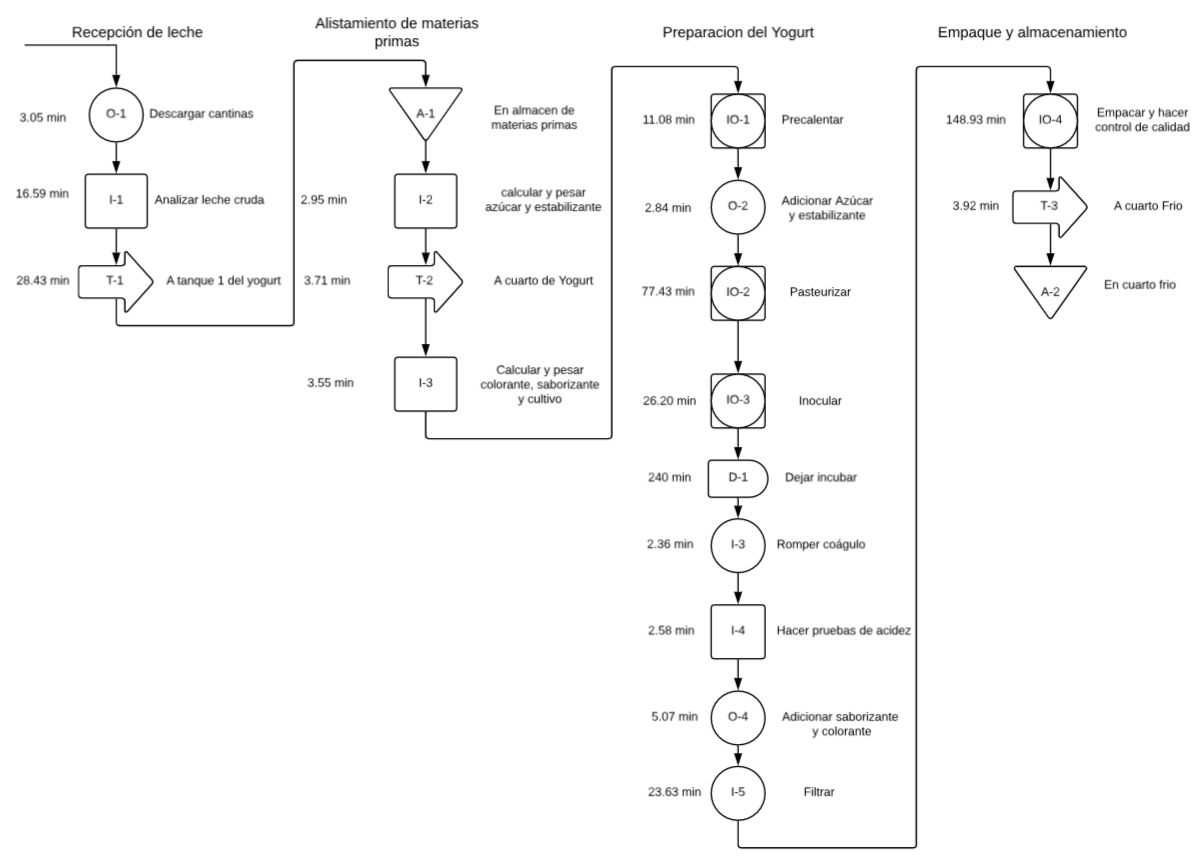 Recepción de leche
3.05 min
O-1
Descargar cantinas
16.59 min
I-1
Analizar leche cruda
28.43 min
T-1
A tanque 1 del yogurt
Alistamiento de materias
primas
A-1
En almacen de
materias primas
2.95 min
I-2
calcular y pesar
azúcar y estabilizante
3.71 min
T-2
A cuarto de Yogurt
3.55 min
I-3
Calcular y pesar
colorante, saborizante
y cultivo
Preparacion del Yogurt
11.08 min
IO-1
Precalentar
2.84 min
O-2
Adicionar Azúcar
y estabilizante
77.43 min
IO-2
Pasteurizar
26.20 min
IO-3
Inocular
240 min
D-1
Dejar incubar
2.36 min
I-3
Romper coágulo
2.58 min
I-4
Hacer pruebas de acidez
5.07 min
O-4
Adicionar saborizante
y colorante
23.63 min
I-5
Filtrar
Empaque y almacenamiento
148.93 min
IO-4
Empacar y hacer
control de calidad
3.92 min
T-3
A cuarto Frio
A-2
En cuarto frio